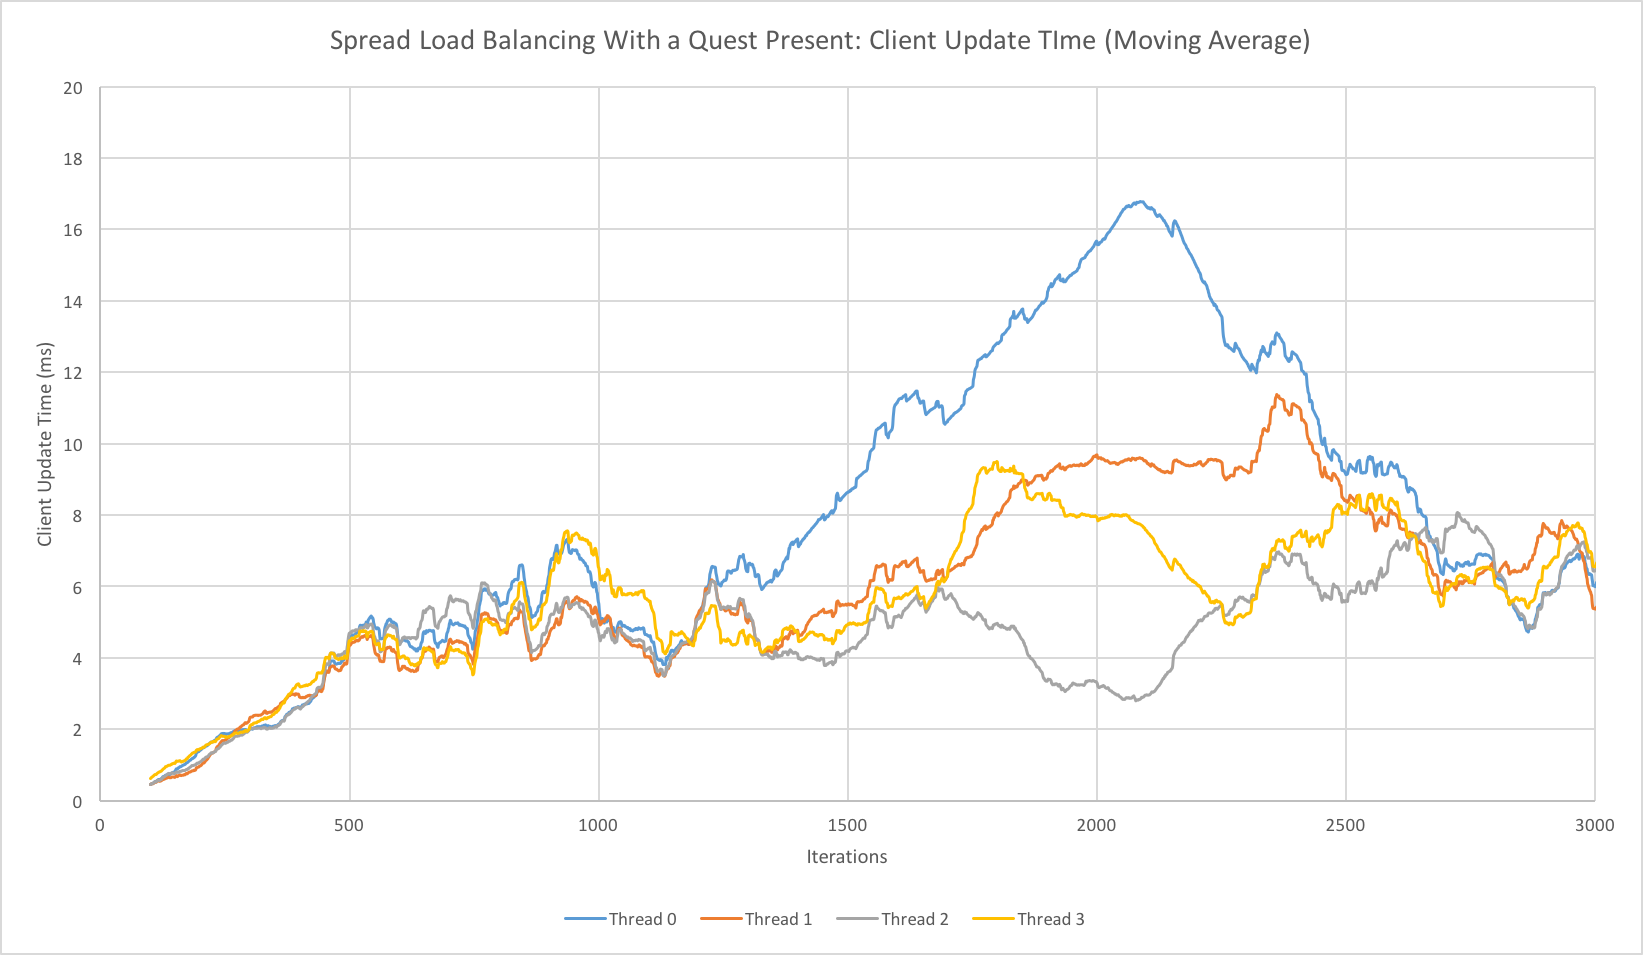 Spread Load Balancing With a Quest Present: Client Update TIme (Moving Average)
20
18
16
14
12
10
8
6
4
2
0
Client Update Time (ms)
0 500 1000 1500 2000 2500 3000
Iterations
Thread 0 Thread 1 Thread 2 Thread 3